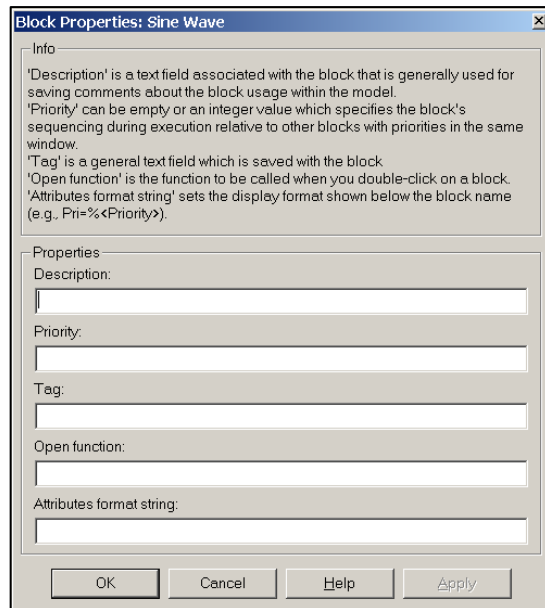 Block Properties: Sine Wave
Info
'Description' is a text field associated with the block that is generally used for
saving comments about the block usage within the model.
'Priority' can be empty or an integer value which specifies the block's
sequencing during execution relative to other blocks with priorities in the same
window.
'Tag' is a general text field which is saved with the block
'Open function' is the function to be called when you double-click on a block.
'Attributes format string' sets the display format shown below the block name
(e.g., Pri=%<Priority>).
Properties
Description:
Priority:
Tag:
Open function:
Attributes format string:
OK Cancel Help Apply